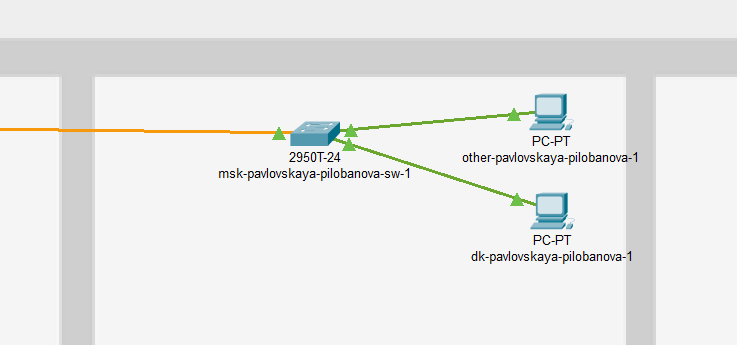 PC-PT
other-pavlovskaya-pilobanova-1
2950T-24
msk-pavlovskaya-pilobanova-sw-1
PC-PT
dk-pavlovskaya-pilobanova-1